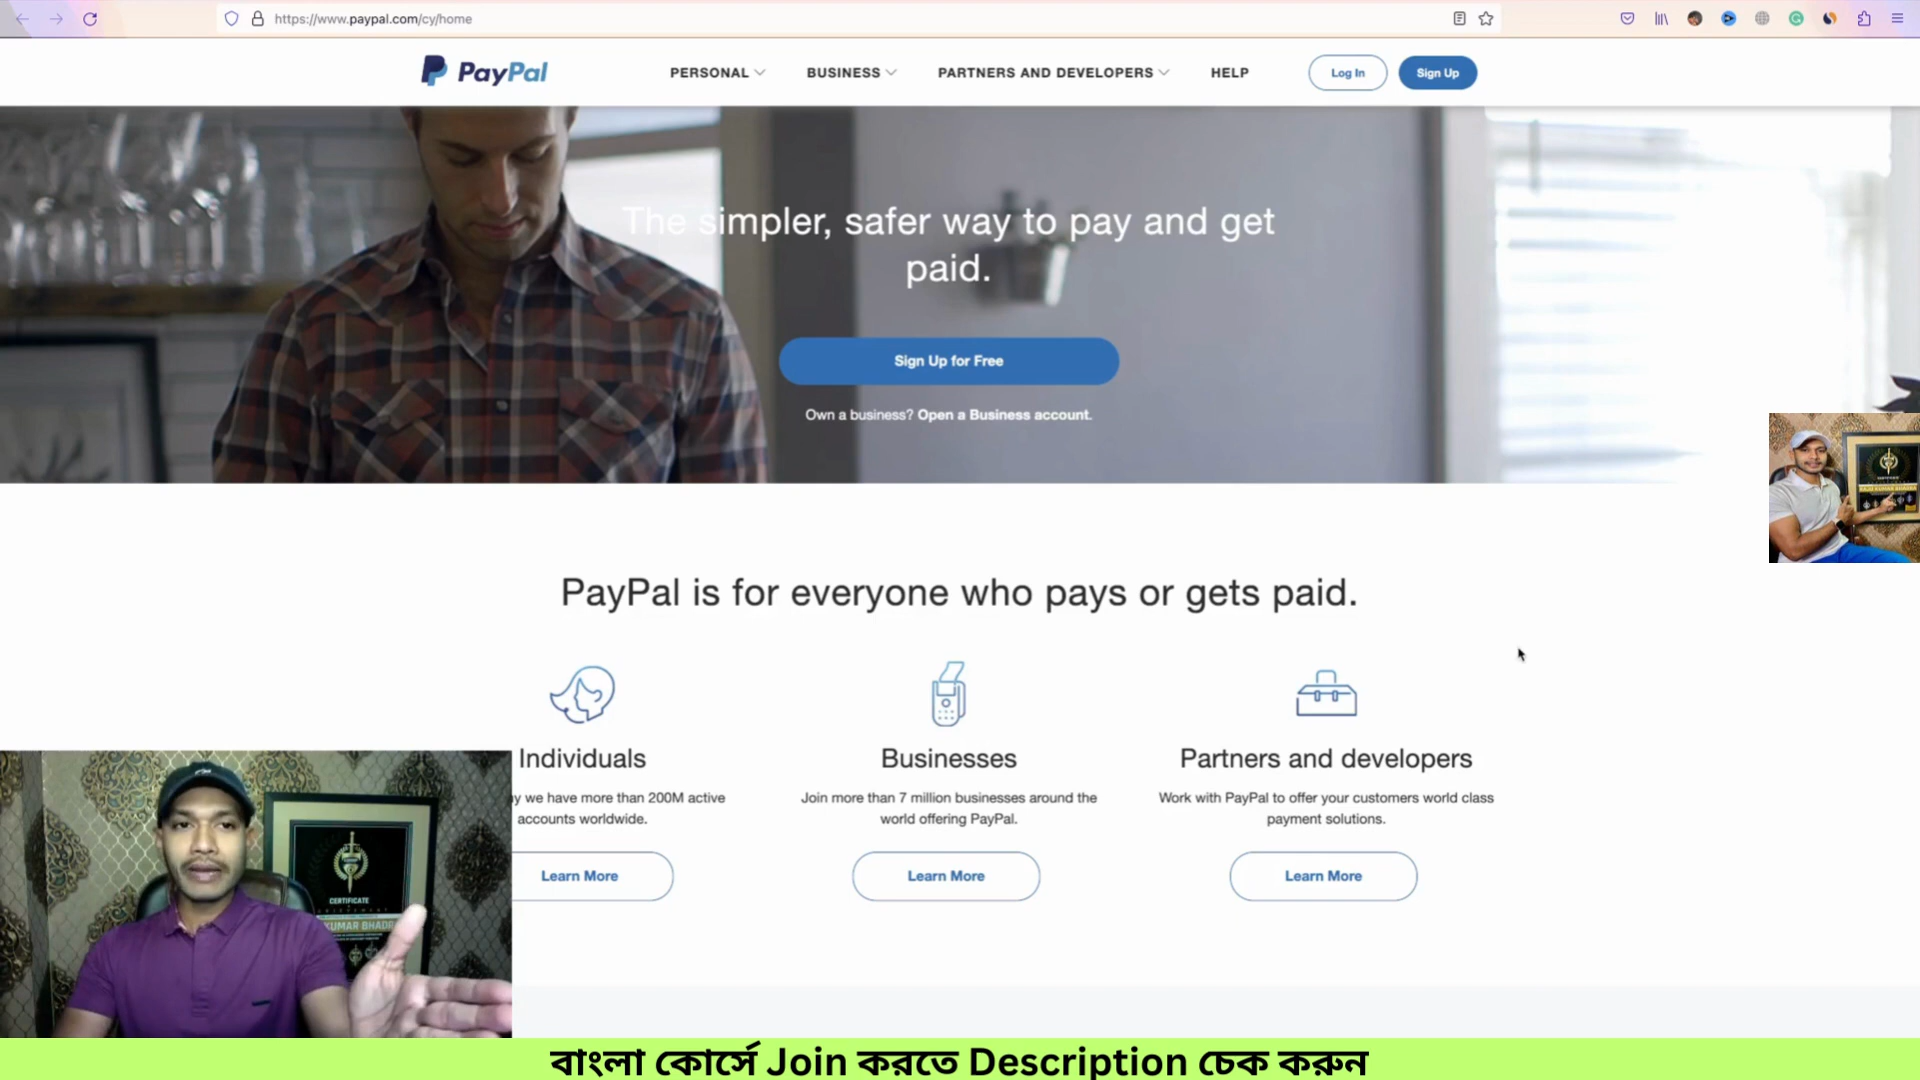 https://www.paypal.com/cy/home
PayPal
PERSONAL
BUSINESS
PARTNERS AND DEVELOPERS
HELP
Log In
Sign Up
The simpler, safer way to pay and get
paid.
Sign Up for Free
Own a business? Open a Business account.
PayPal is for everyone who pays or gets paid.
Individuals
y we have more than 200M active
accounts worldwide.
Learn More
Businesses
Join more than 7 million businesses around the
world offering PayPal.
Learn More
Partners and developers
Work with PayPal to offer your customers world class
payment solutions.
Learn More
CERTIFICATE
KUMAR BHADR
বাংলা কোর্সে Join করতে Description চেক করুন